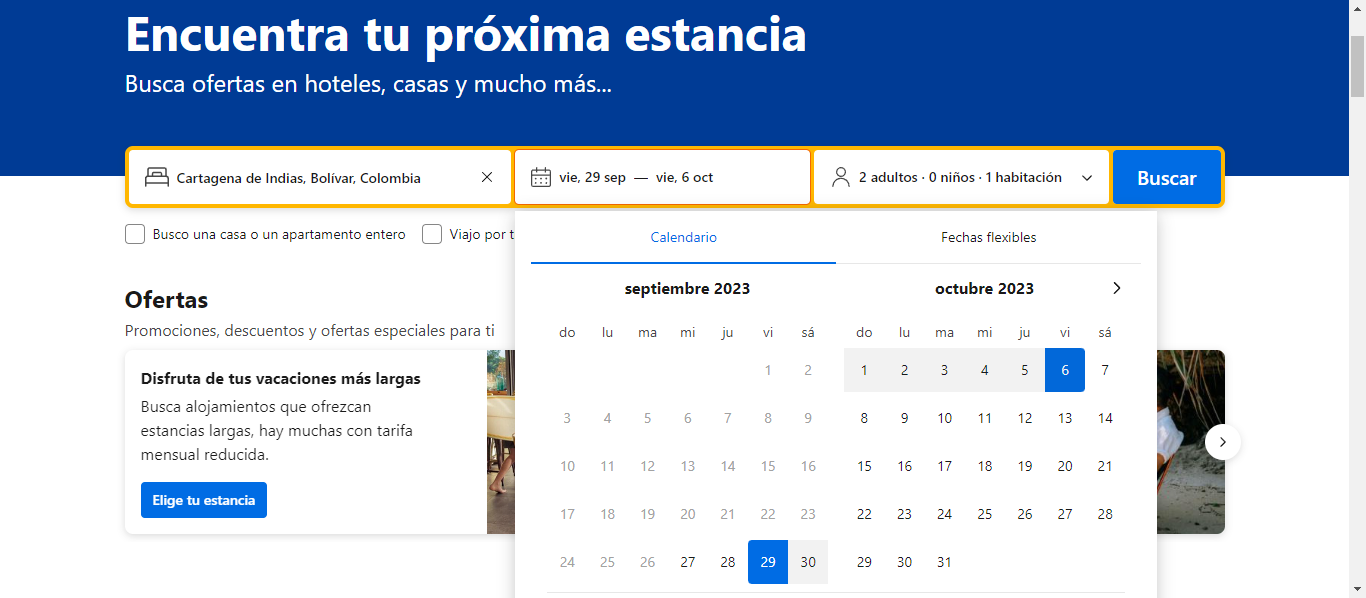 Encuentra tu próxima estancia
Busca ofertas en hoteles, casas y mucho más...
Cartagena de Indias, Bolívar, Colombia
vie, 29 sep — vie, 6 oct
2 adultos · 0 niños · 1 habitación
Buscar
Busco una casa o un apartamento entero
Viajo por t
Calendario
Fechas flexibles
septiembre 2023
do lu ma mi ju vi sá
1 2
3 4 5 6 7 8 9
10 11 12 13 14 15 16
17 18 19 20 21 22 23
24 25 26 27 28 29 30
octubre 2023
do lu ma mi ju vi sá
1 2 3 4 5 6 7
8 9 10 11 12 13 14
15 16 17 18 19 20 21
22 23 24 25 26 27 28
29 30 31
Ofertas
Promociones, descuentos y ofertas especiales para ti
Disfruta de tus vacaciones más largas
Busca alojamientos que ofrezcan
estancias largas, hay muchas con tarifa
mensual reducida.
Elige tu estancia